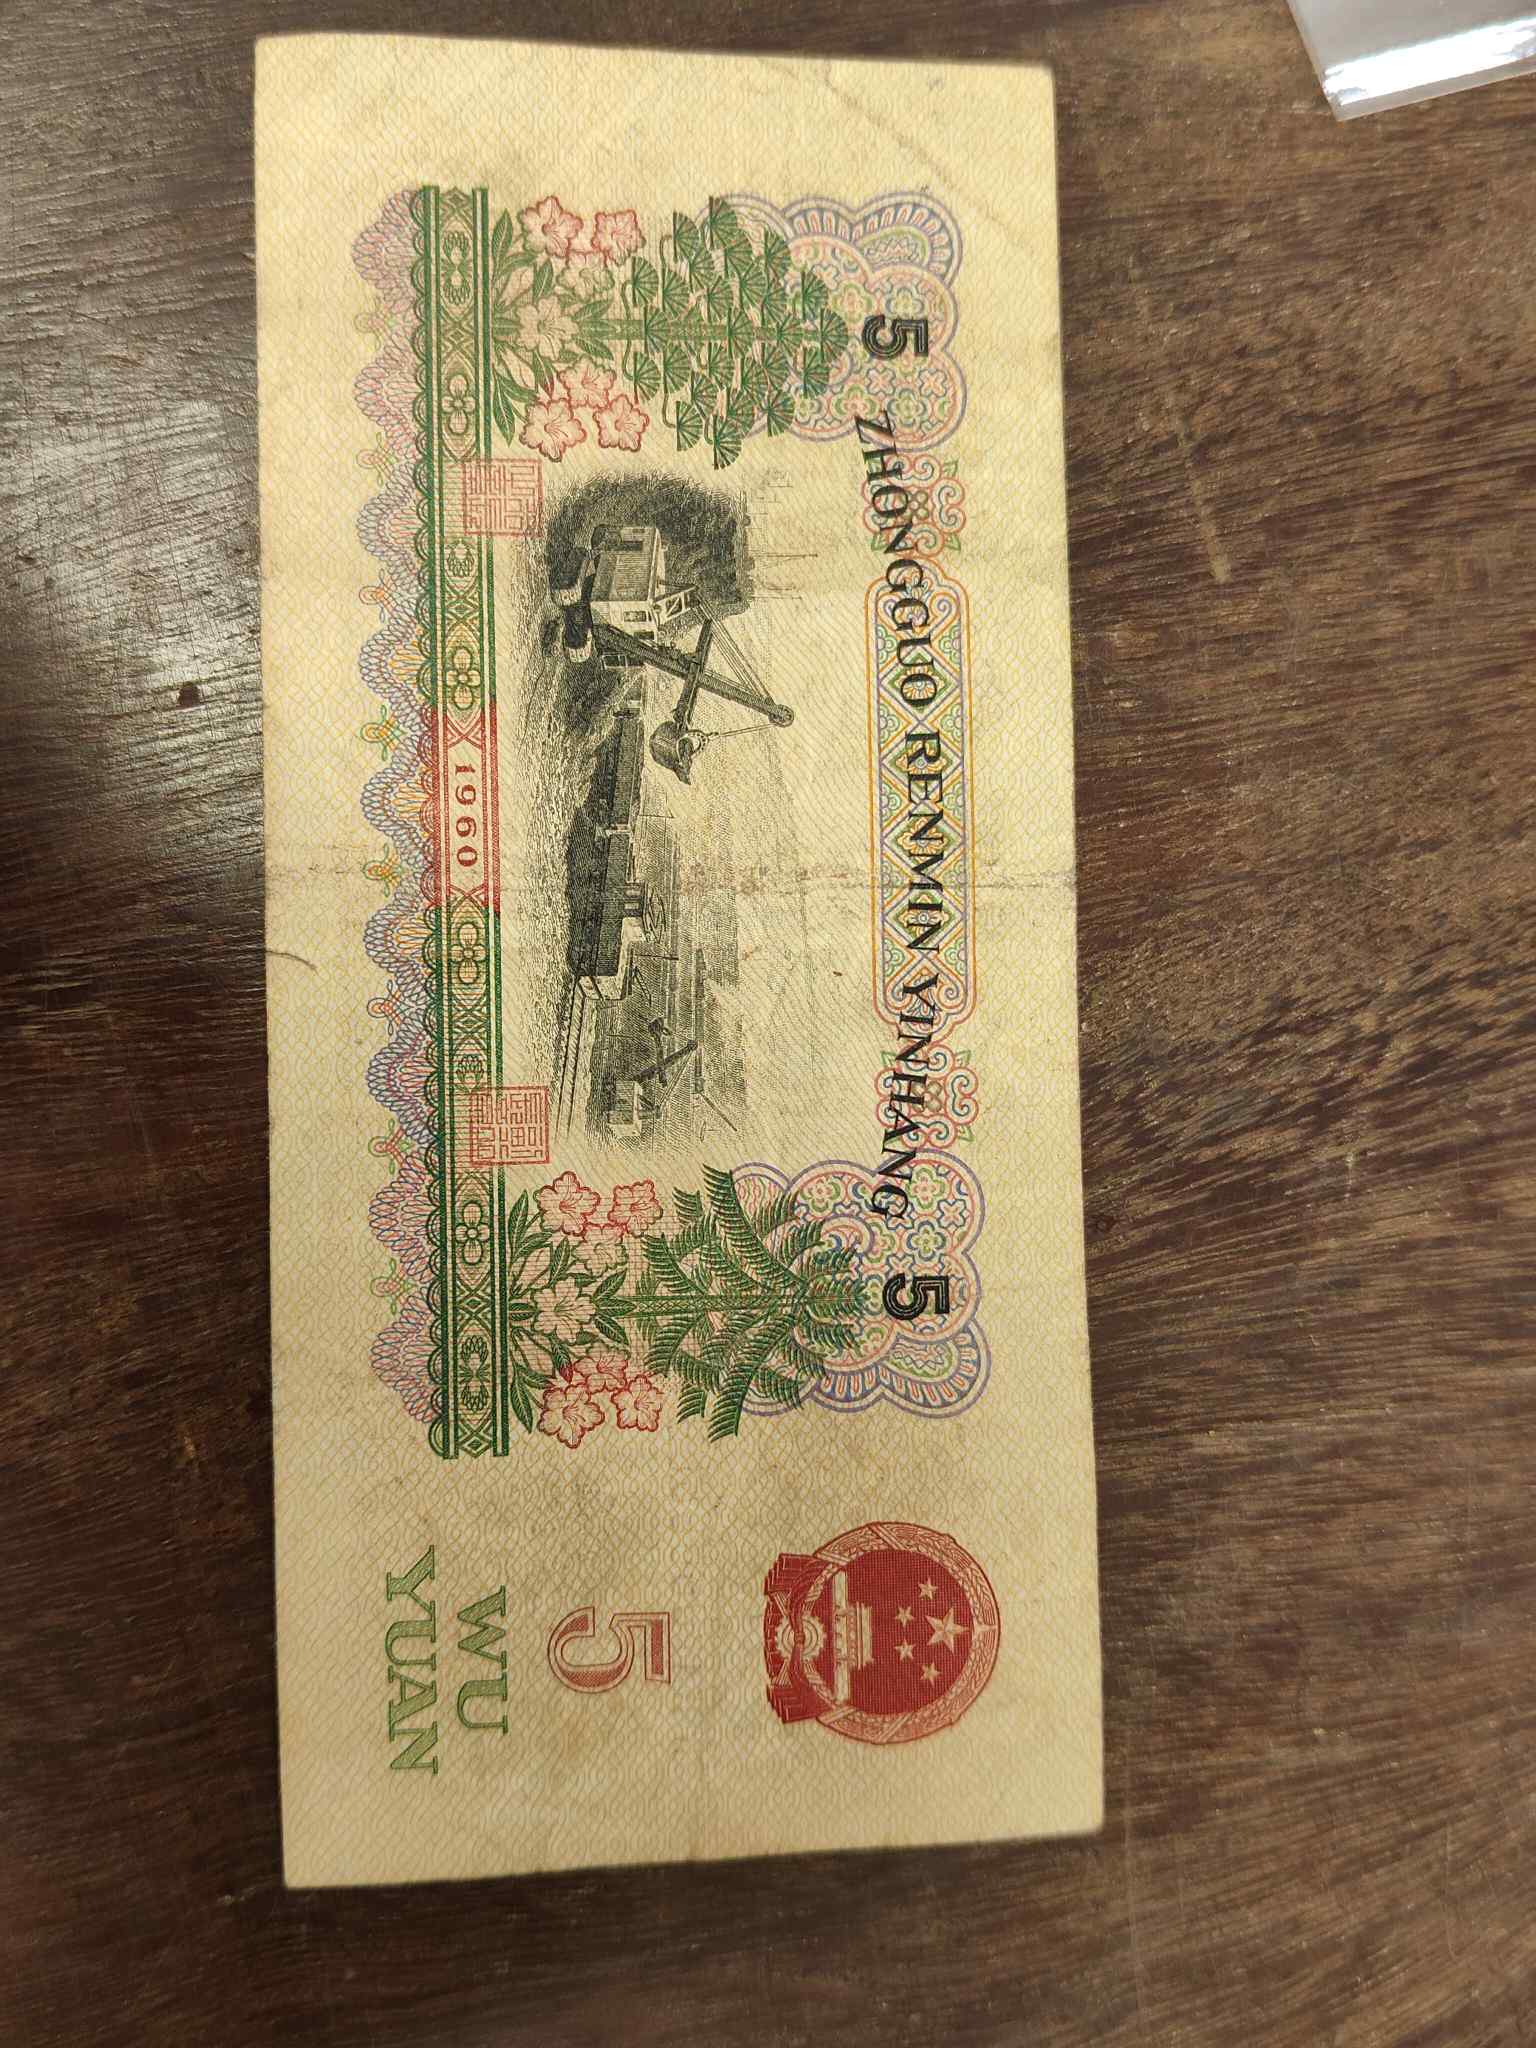 5 ZHONGGUO RENMIN YINHANG 5
5
WU
YUAN
1960